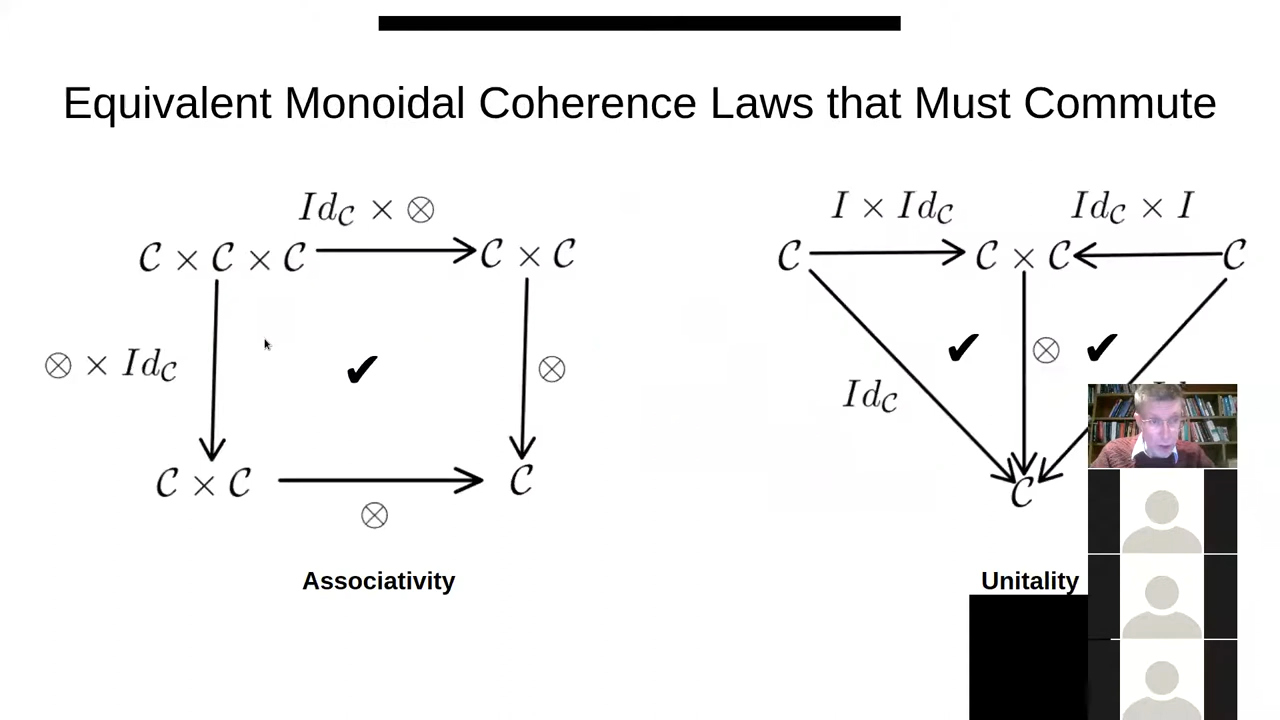 Equivalent Monoidal Coherence Laws that Must Commute
Id𝒞 × ⊗
𝒞 × 𝒞 × 𝒞
𝒞 × 𝒞
⊗ × Id𝒞
✔
⊗
𝒞 × 𝒞
𝒞
⊗
Associativity
I × Id𝒞
Id𝒞 × I
𝒞
𝒞 × 𝒞
𝒞
✔
⊗
✔
Id𝒞
𝒞
Unitality